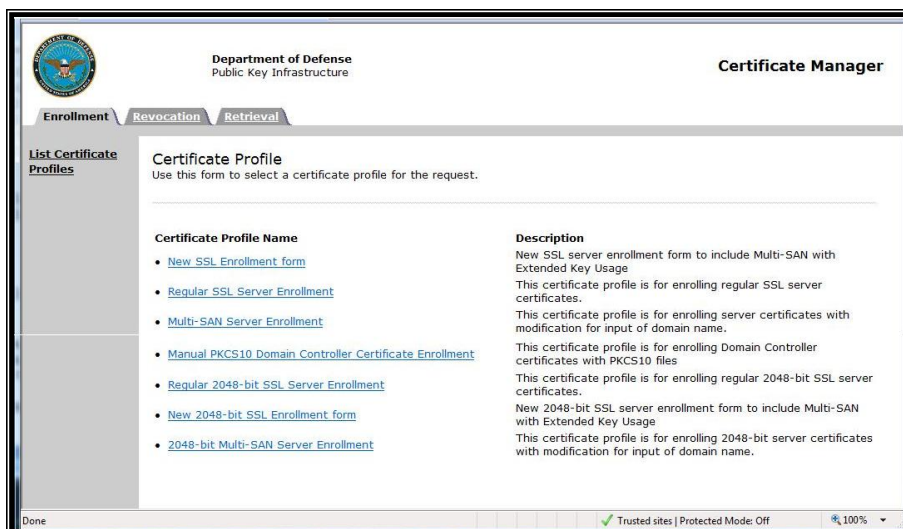 Department of Defense
Public Key Infrastructure
Certificate Manager
Enrollment
Revocation
Retrieval
List Certificate
Profiles
Certificate Profile
Use this form to select a certificate profile for the request.
Certificate Profile Name
Description
New SSL Enrollment form
New SSL server enrollment form to include Multi-SAN with
Extended Key Usage
Regular SSL Server Enrollment
This certificate profile is for enrolling regular SSL server
certificates.
Multi-SAN Server Enrollment
This certificate profile is for enrolling server certificates with
modification for input of domain name.
Manual PKCS10 Domain Controller Certificate Enrollment
This certificate profile is for enrolling Domain Controller
certificates with PKCS10 files
Regular 2048-bit SSL Server Enrollment
This certificate profile is for enrolling regular 2048-bit SSL server
certificates.
New 2048-bit SSL Enrollment form
New 2048-bit SSL server enrollment form to include Multi-SAN
with Extended Key Usage
2048-bit Multi-SAN Server Enrollment
This certificate profile is for enrolling 2048-bit server certificates
with modification for input of domain name.
Done
Trusted sites | Protected Mode: Off
100%